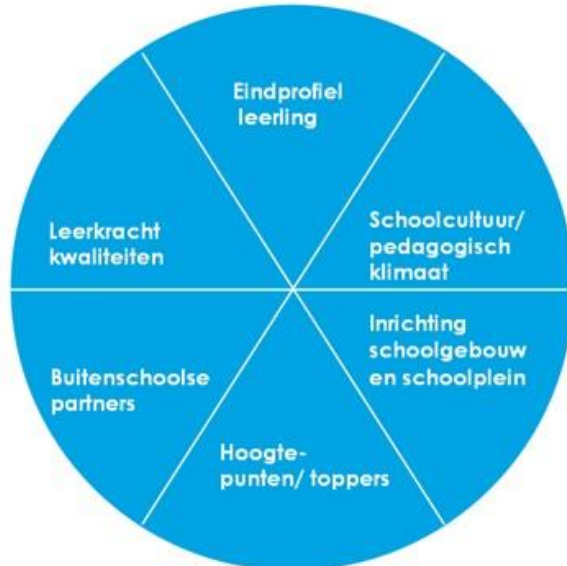 Eindprofiel
leerling
Schoolcultuur/
pedagogisch
klimaat
Inrichting
schoolgebouw
en schoolplein
Hoogte-
punten/ toppers
Buitenschoolse
partners
Leerkracht
kwaliteiten